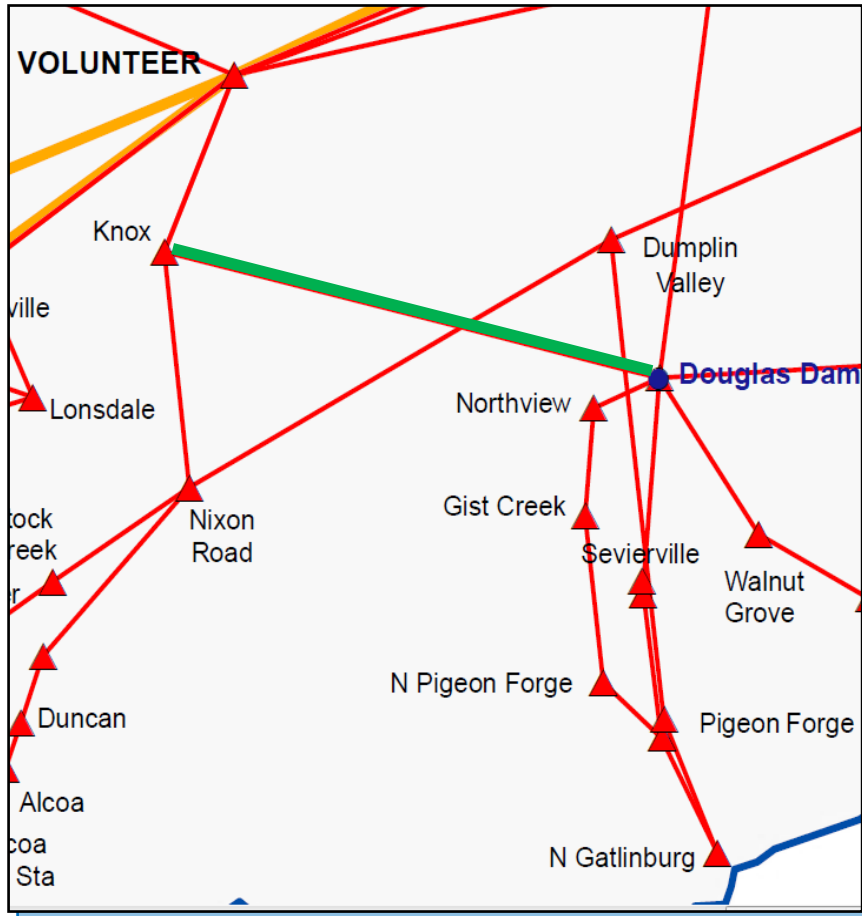 VOLUNTEER
Knox
Dumplin
Valley
ville
Douglas Dam
Lonsdale
Northview
Gist Creek
Nixon
Road
tock
reek
er
Sevierville
Walnut
Grove
N Pigeon Forge
Duncan
Pigeon Forge
Alcoa
coa
Sta
N Gatlinburg